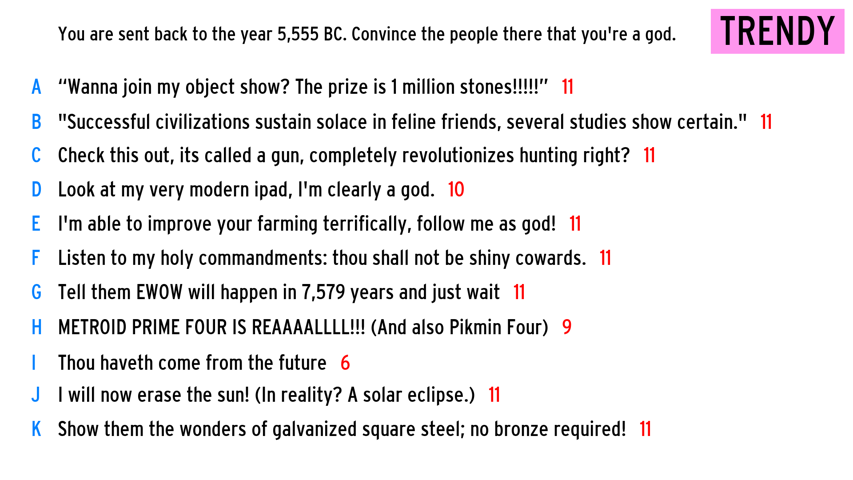 You are sent back to the year 5,555 BC. Convince the people there that you're a god.
TRENDY
A “Wanna join my object show? The prize is 1 million stones!!!!!” 11
B "Successful civilizations sustain solace in feline friends, several studies show certain." 11
C Check this out, its called a gun, completely revolutionizes hunting right? 11
D Look at my very modern ipad, I'm clearly a god. 10
E I'm able to improve your farming terrifically, follow me as god! 11
F Listen to my holy commandments: thou shall not be shiny cowards. 11
G Tell them EWOW will happen in 7,579 years and just wait 11
H METROID PRIME FOUR IS REAAAALLLL!!! (And also Pikmin Four) 9
I Thou haveth come from the future 6
J I will now erase the sun! (In reality? A solar eclipse.) 11
K Show them the wonders of galvanized square steel; no bronze required! 11